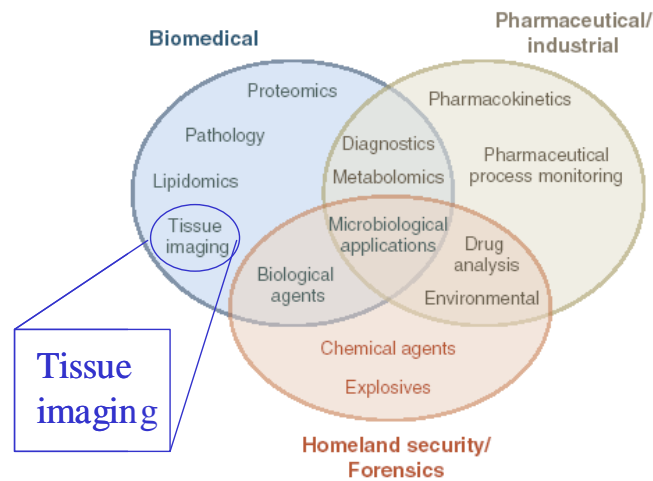 Biomedical
Pharmaceutical/
industrial
Proteomics
Pathology
Lipidomics
Tissue
imaging
Diagnostics
Metabolomics
Pharmacokinetics
Pharmaceutical
process monitoring
Microbiological
applications
Biological
agents
Drug
analysis
Environmental
Chemical agents
Explosives
Homeland security/
Forensics
Tissue
imaging